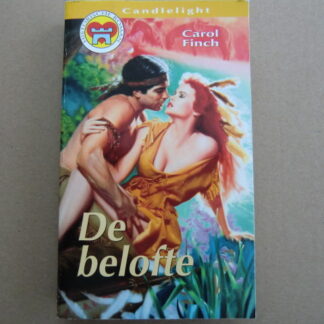 Candlelight
Carol
Finch
De
belofte